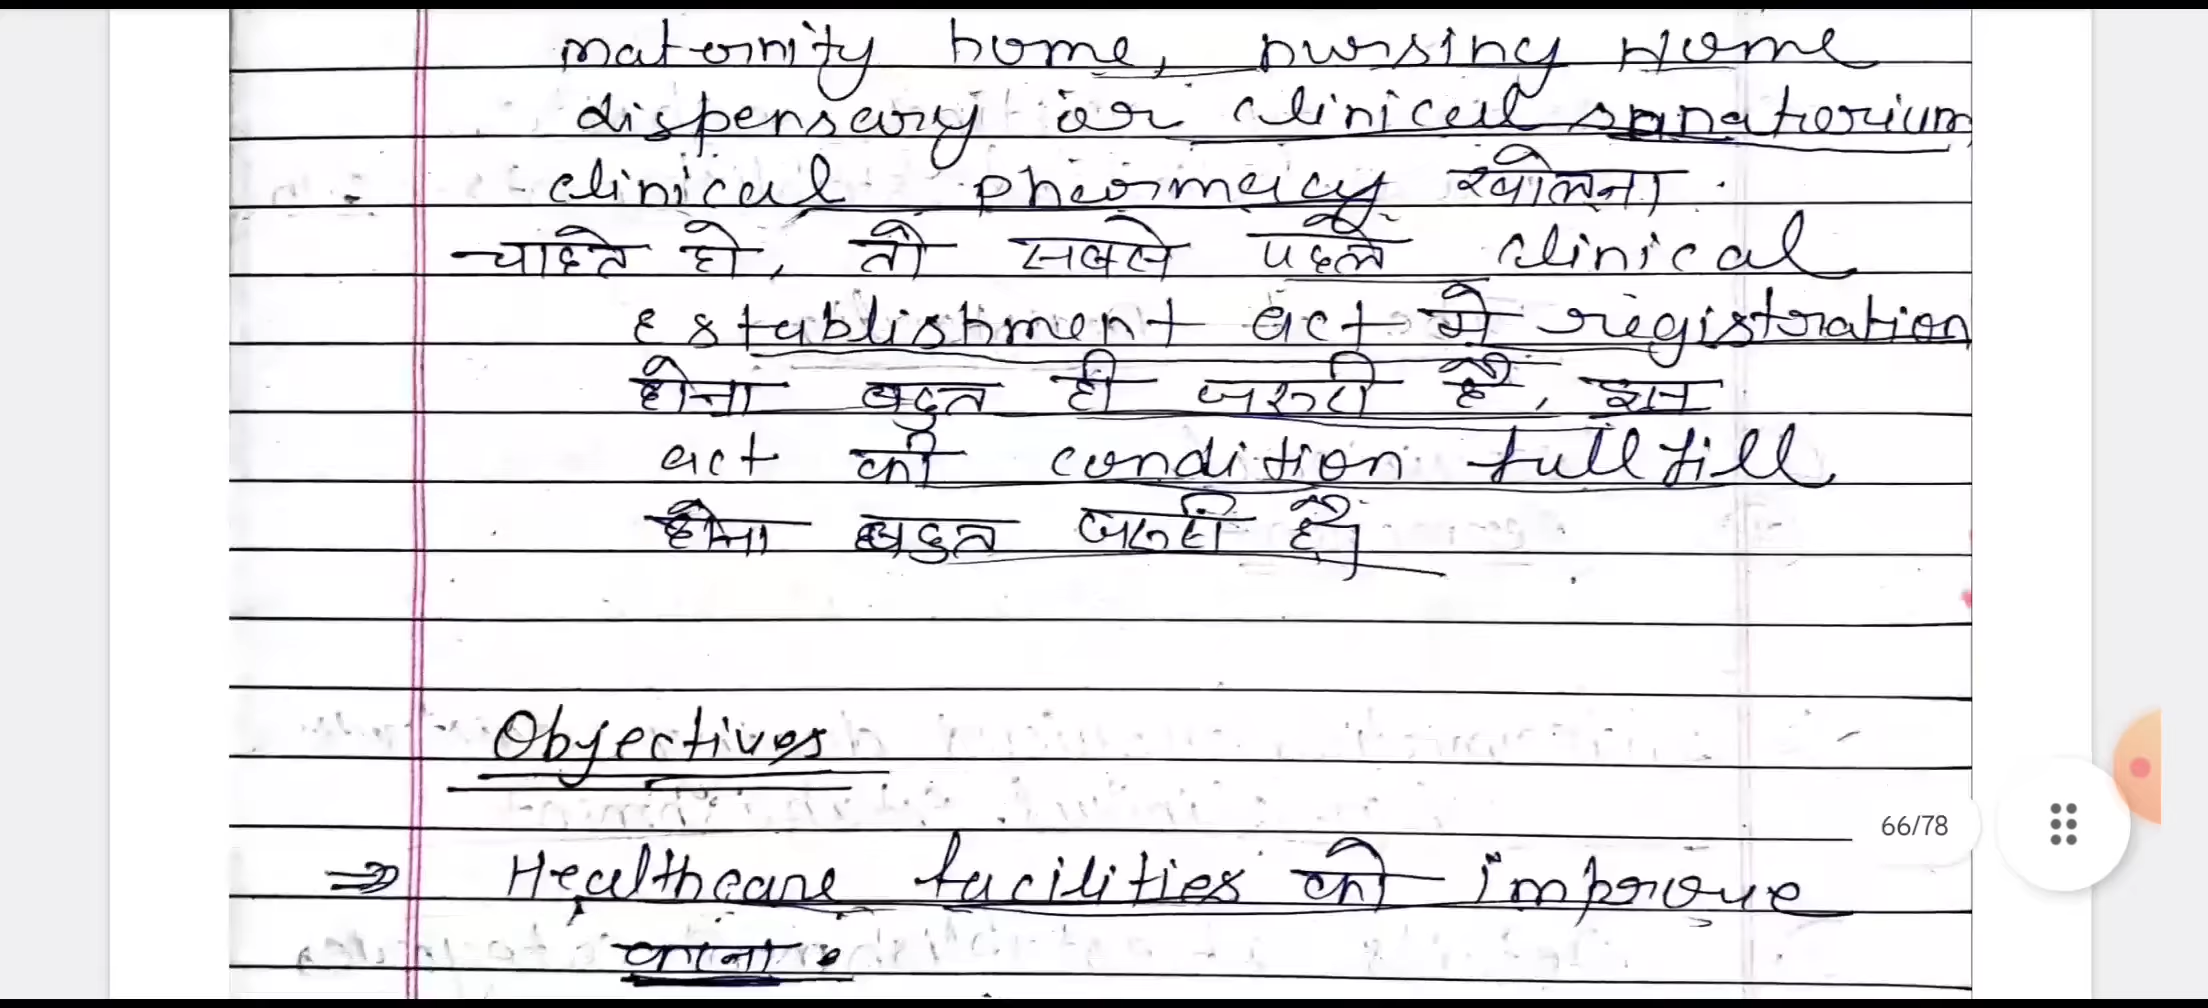 maternity home, nursing Home
dispensary or clinical sanatorium
clinical pharmacy खोलना
चाहते हो, तो सबसे पहले clinical
establishment act मे registration
होना बहुत ही जरुरी है, इस
act की condition fullfill
होना बहुत जरुरी है।
Objectives
66/78
⇒ Healthcare facilities को improve
करना.